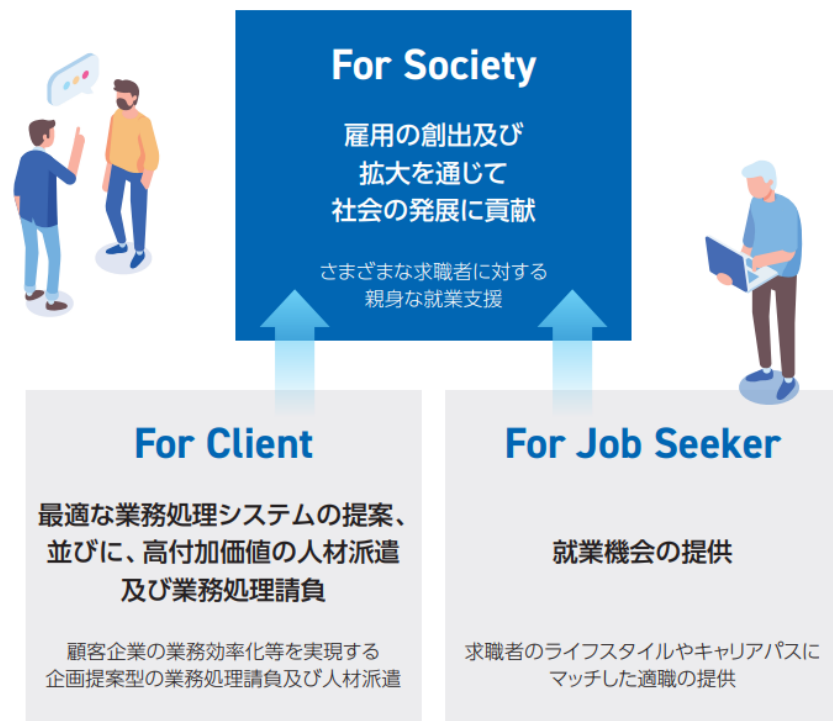 For Society
雇用の創出及び
拡大を通じて
社会の発展に貢献
さまざまな求職者に対する
親身な就業支援
For Client
最適な業務処理システムの提案、
並びに、高付加価値の人材派遣
及び業務処理請負
顧客企業の業務効率化等を実現する
企画提案型の業務処理請負及び人材派遣
For Job Seeker
就業機会の提供
求職者のライフスタイルやキャリアパスに
マッチした適職の提供